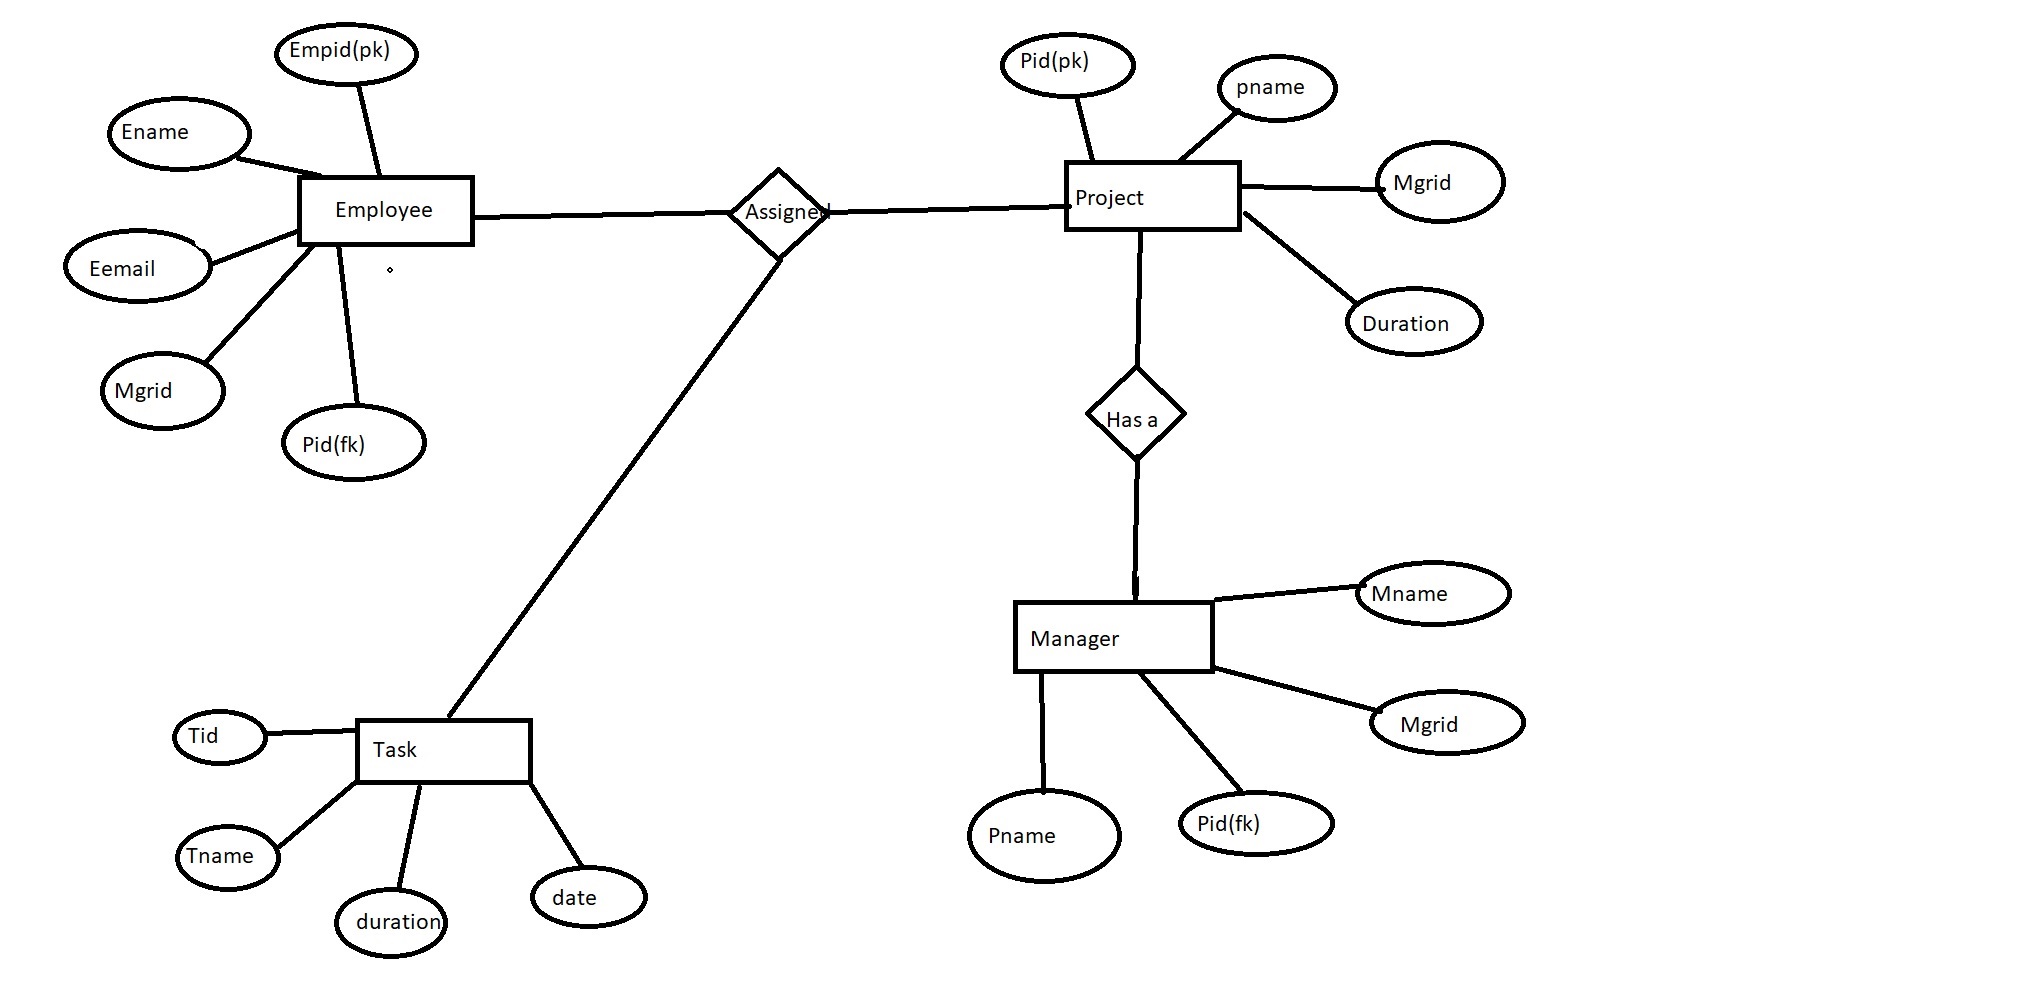 Empid(pk)
Ename
Employee
Eemail
Mgrid
Pid(fk)
Assigned
Pid(pk)
pname
Project
Mgrid
Duration
Has a
Manager
Mname
Mgrid
Pname
Pid(fk)
Tid
Task
Tname
duration
date